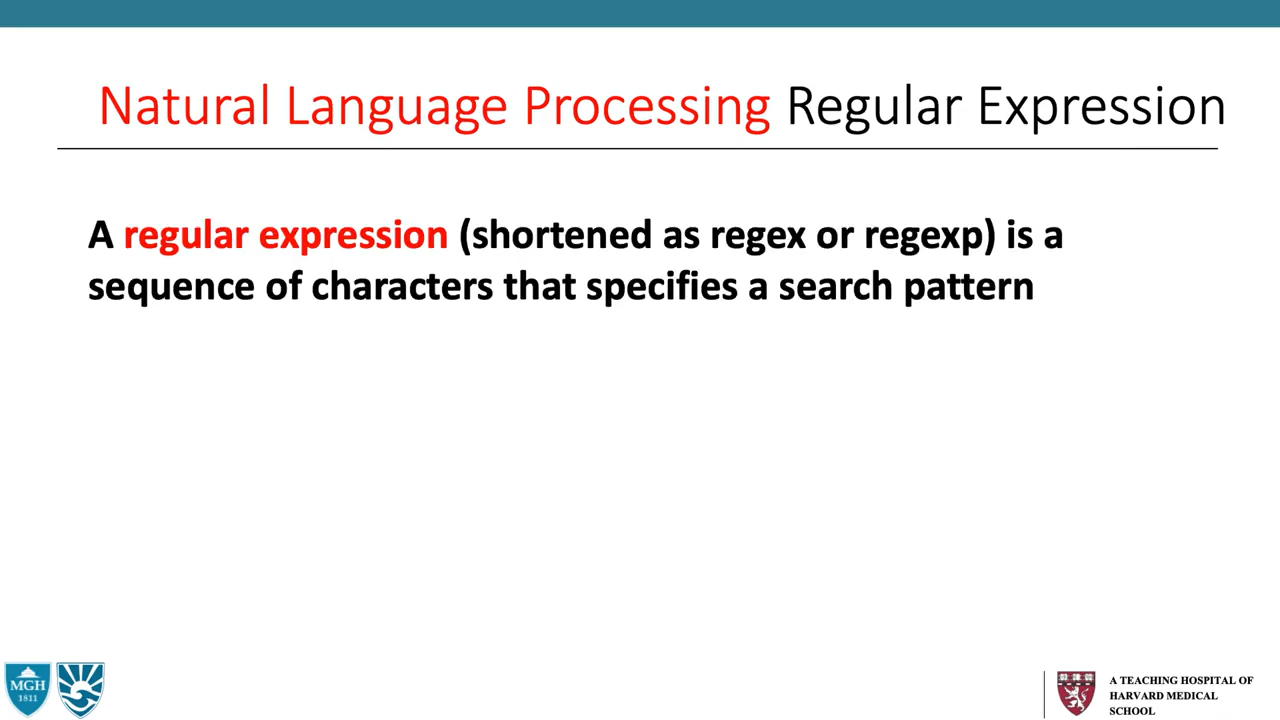 Natural Language Processing Regular Expression
A regular expression (shortened as regex or regexp) is a
sequence of characters that specifies a search pattern
MGH
1811
A TEACHING HOSPITAL OF
HARVARD MEDICAL
SCHOOL